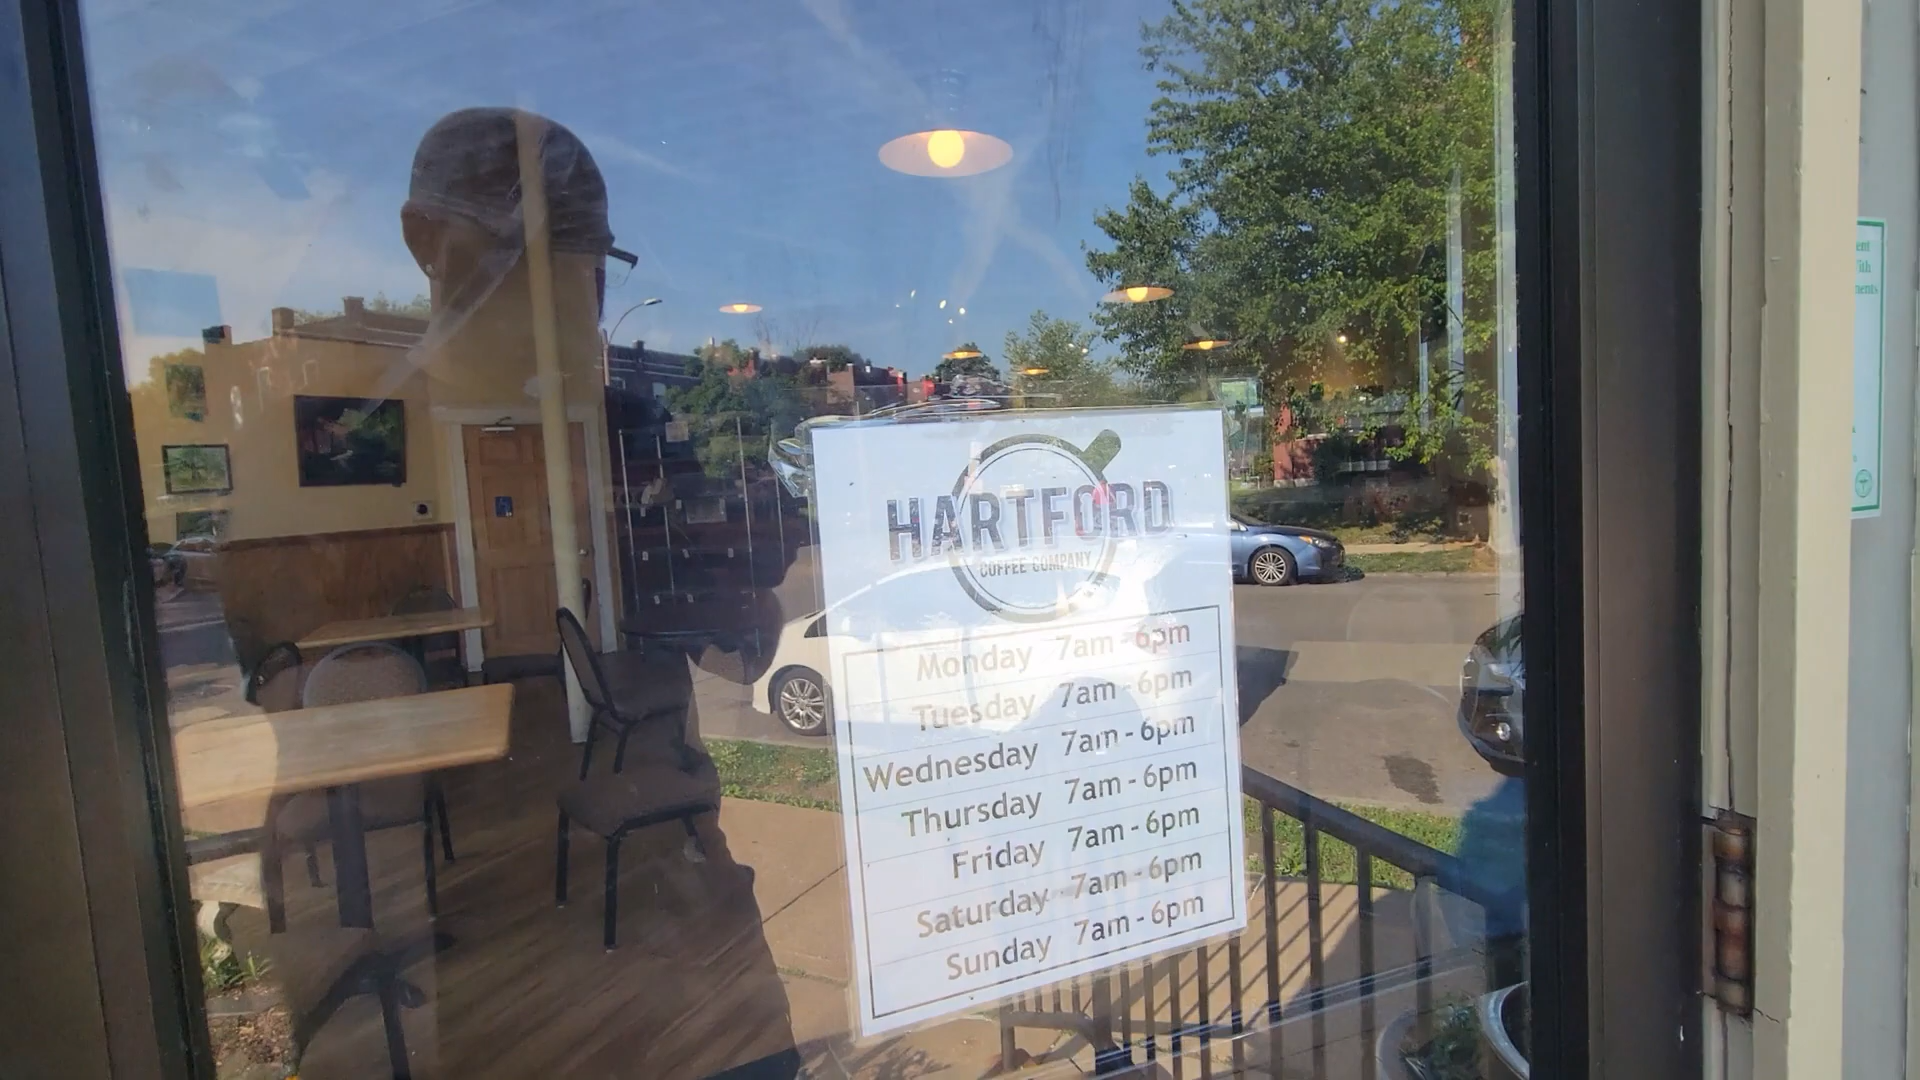 HARTFORD
COFFEE COMPANY
Monday 7am - 6pm
Tuesday 7am - 6pm
Wednesday 7am - 6pm
Thursday 7am - 6pm
Friday 7am - 6pm
Saturday 7am - 6pm
Sunday 7am - 6pm